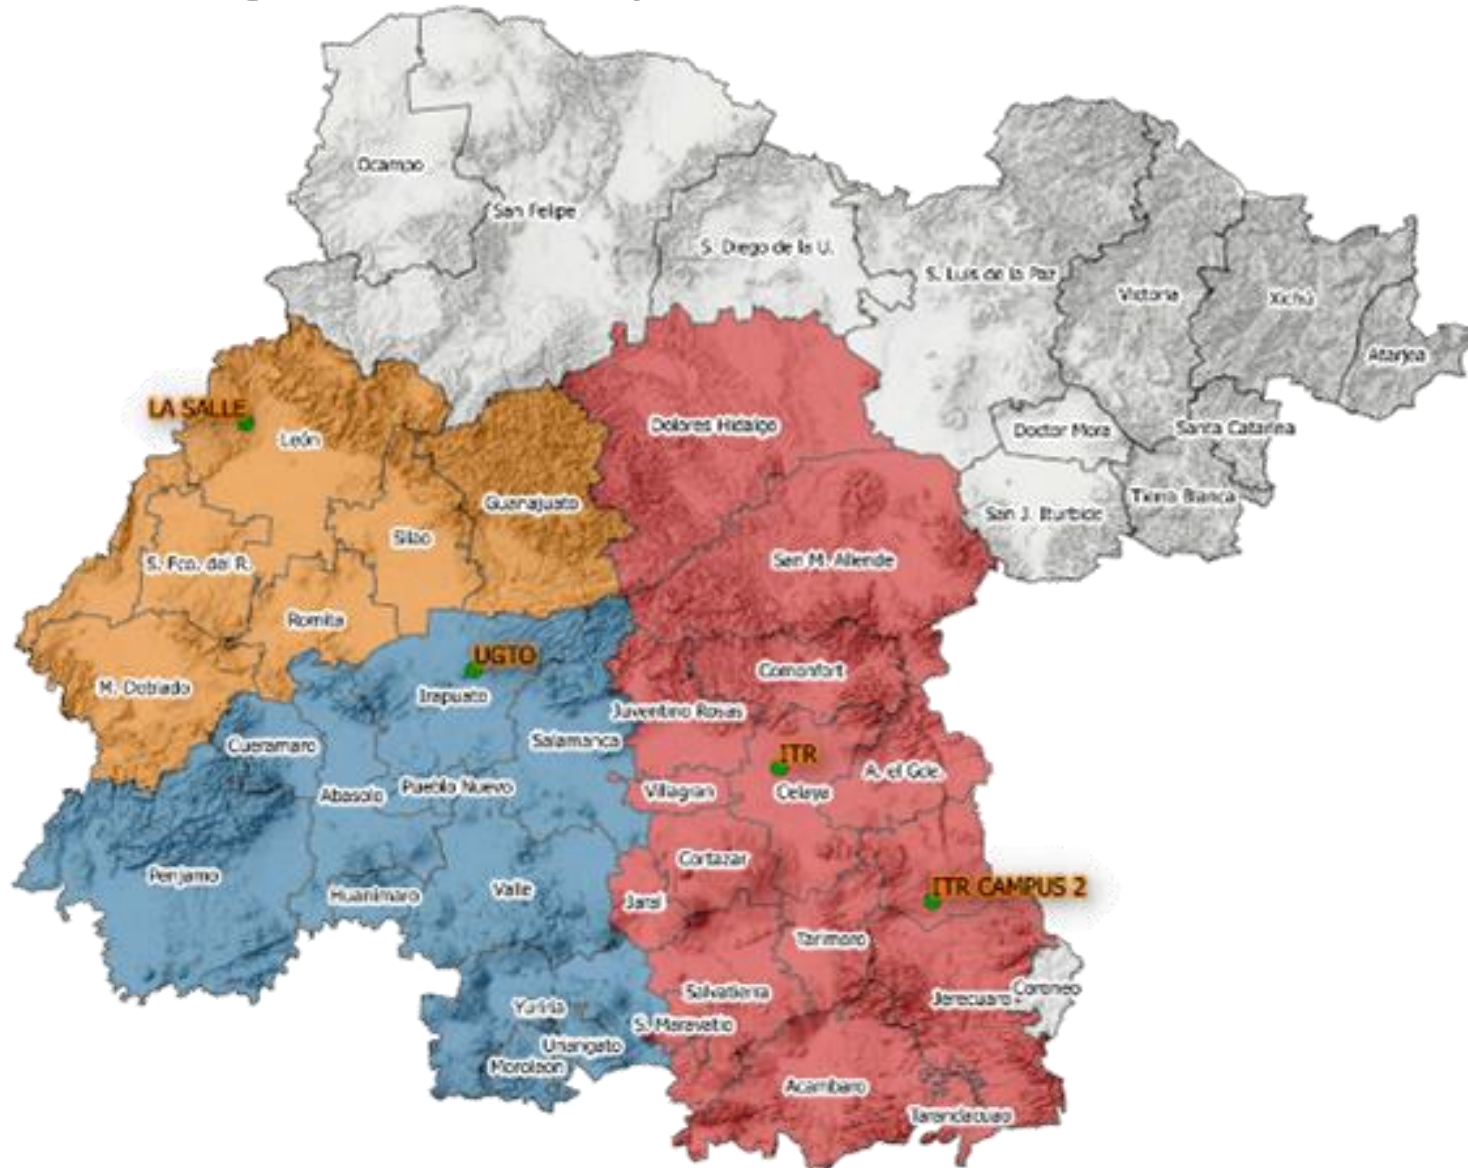 Ocampo
San Felipe
S. Diego de la U.
S. Luis de la Paz
Victoria
Xichú
Atarjea
LA SALLE
León
Dolores Hidalgo
Doctor Mora
Santa Catarina
Guanajuato
Silao
San J. Iturbide
Tierra Blanca
S. Fco. del R.
San M. Allende
Romita
UGTO
M. Doblado
Irapuato
Comonfort
Juventino Rosas
Cueramaro
Salamanca
ITR
A. el Gde.
Abasolo
Pueblo Nuevo
Villagran
Celaya
Cortazar
Penjamo
Huanimaro
Valle
Jaral
ITR CAMPUS 2
Tarimoro
Salvatierra
Jerecuaro
Coroneo
Yuriria
S. Maravatio
Uriangato
Moroleon
Acambaro
Tarandacuao